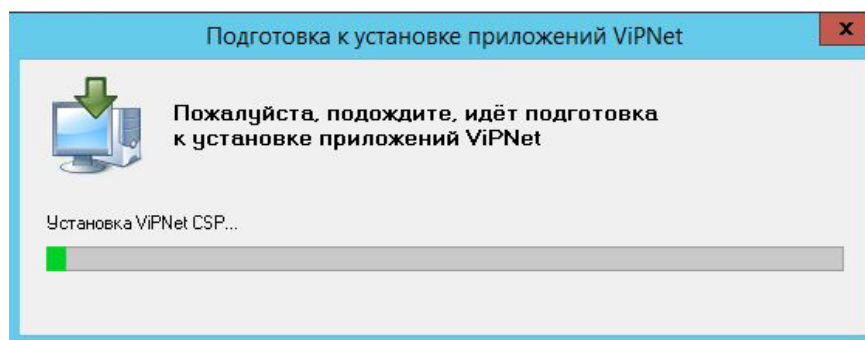 Подготовка к установке приложений ViPNet
x
Пожалуйста, подождите, идёт подготовка
к установке приложений ViPNet
Установка ViPNet CSP...